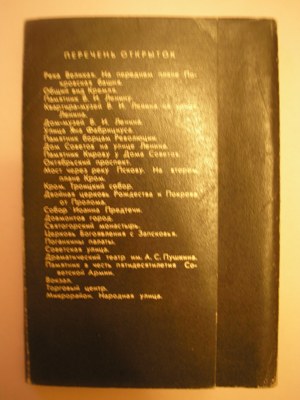 ПЕРЕЧЕНЬ ОТКРЫТОК
Река Великая. На переднем плане По-
кровская башня.
Общий вид Кремля.
Памятник В. И. Ленину.
Квартира-музей В. И. Ленина на улице
Ленина.
Дом-музей В. И. Ленина.
Улица Яна Фабрициуса.
Памятник Борцам Революции.
Дом Советов на улице Ленина.
Памятник Кирову у Дома Советов.
Октябрьский проспект.
Мост через реку Пскову. На втором
плане Кром.
Кром. Троицкий собор.
Двойная церковь Рождества и Покрова
от Пролома.
Собор Иоанна Предтечи.
Довмонтов город.
Святогорский монастырь.
Церковь Богоявления с Запсковья.
Поганкины палаты.
Советская улица.
Драматический театр им. А. С. Пушкина.
Памятник в честь пятидесятилетия Со-
ветской Армии.
Вокзал.
Торговый центр.
Микрорайон. Народная улица.